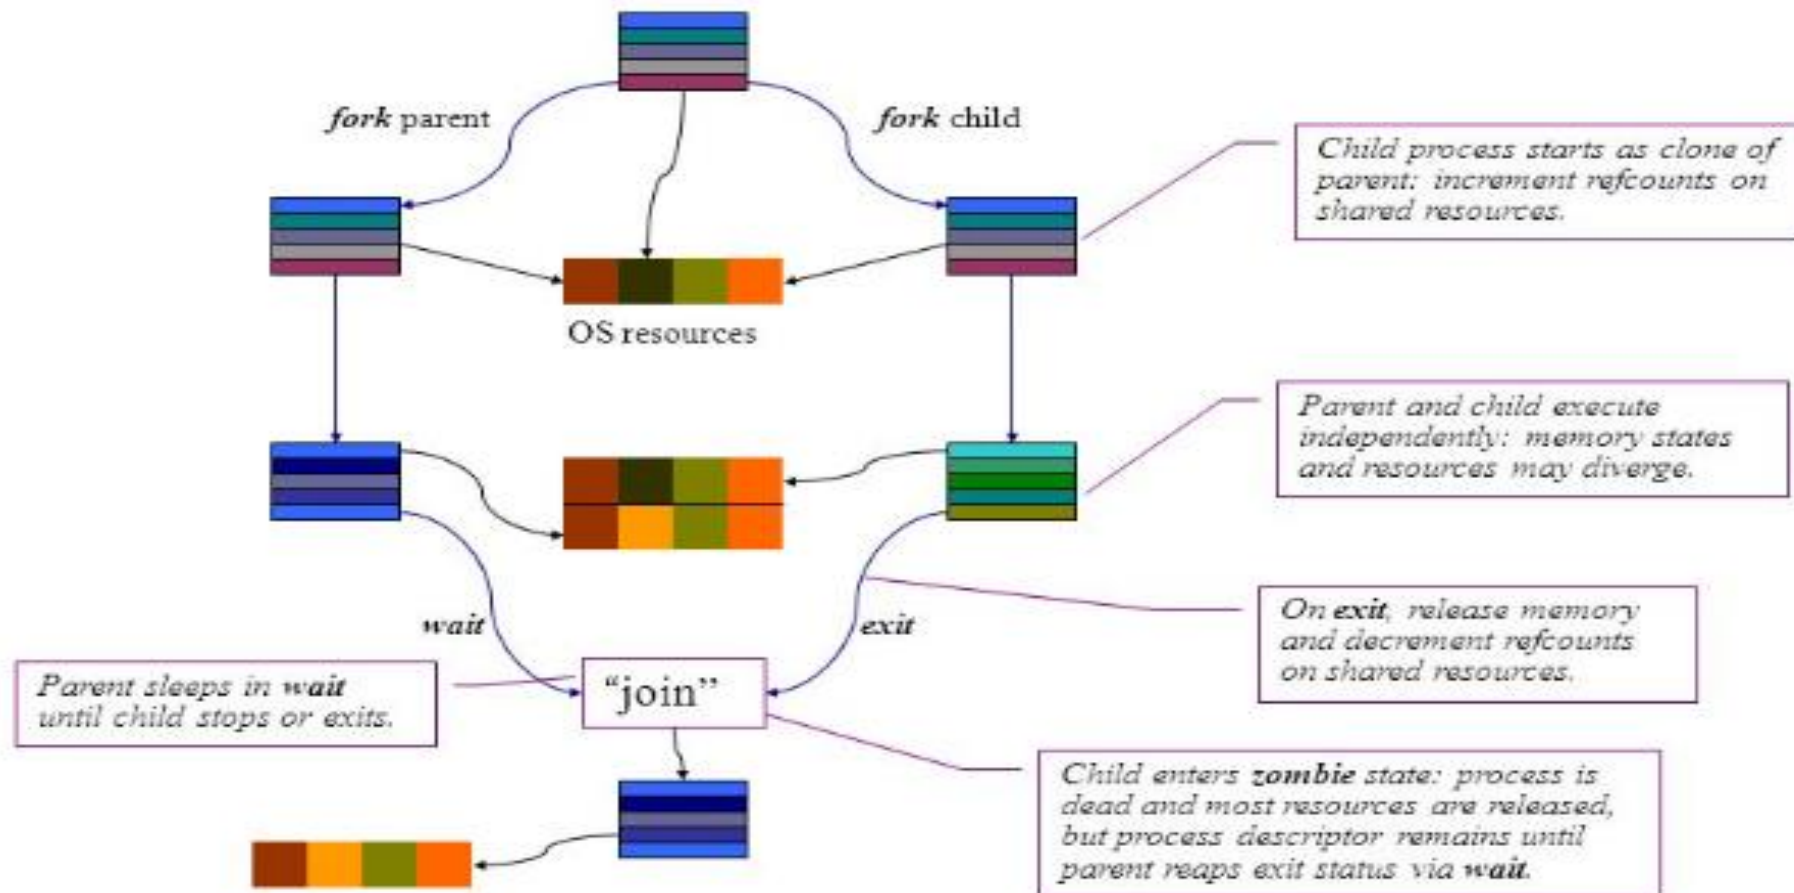 fork parent
fork child
Child process starts as clone of
parent: increment refcounts on
shared resources.
OS resources
Parent and child execute
independently: memory states
and resources may diverge.
wait
exit
On exit, release memory
and decrement refcounts
on shared resources.
Parent sleeps in wait
until child stops or exits.
“join”
Child enters zombie state: process is
dead and most resources are released,
but process descriptor remains until
parent reaps exit status via wait.